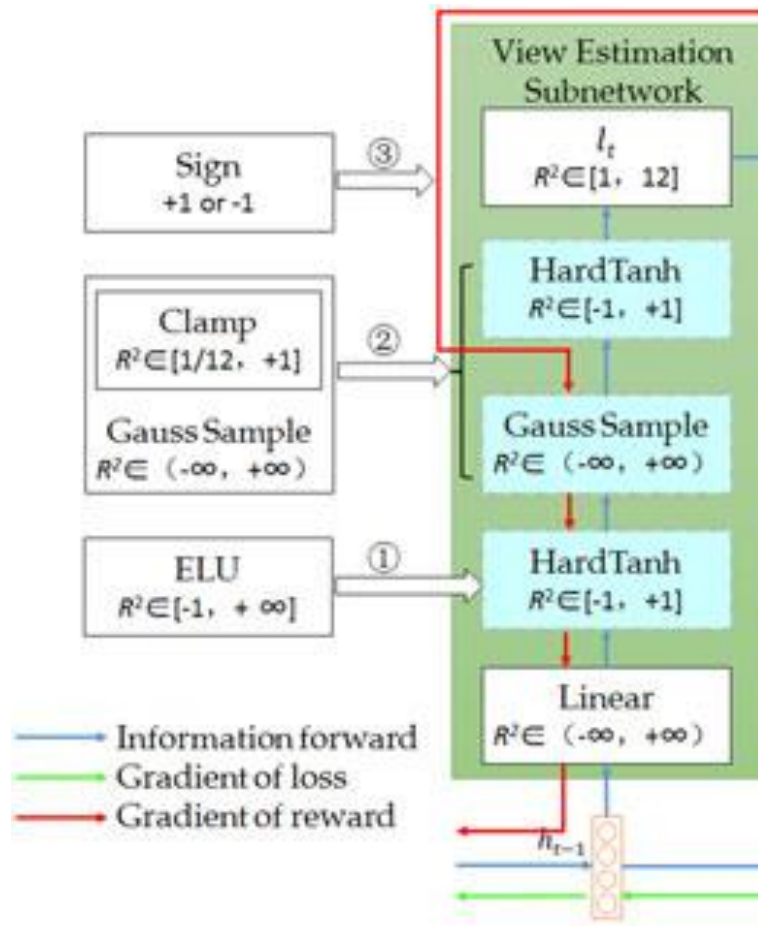 View Estimation
Subnetwork
l_t
R²∈[1, 12]
③
Sign
+1 or -1
HardTanh
R²∈[-1, +1]
②
Clamp
R²∈[1/12, +1]
Gauss Sample
R²∈ (-∞, +∞)
Gauss Sample
R²∈ (-∞, +∞)
①
ELU
R²∈[-1, + ∞]
HardTanh
R²∈[-1, +1]
Linear
R²∈ (-∞, +∞)
Information forward
Gradient of loss
Gradient of reward
h_{t-1}